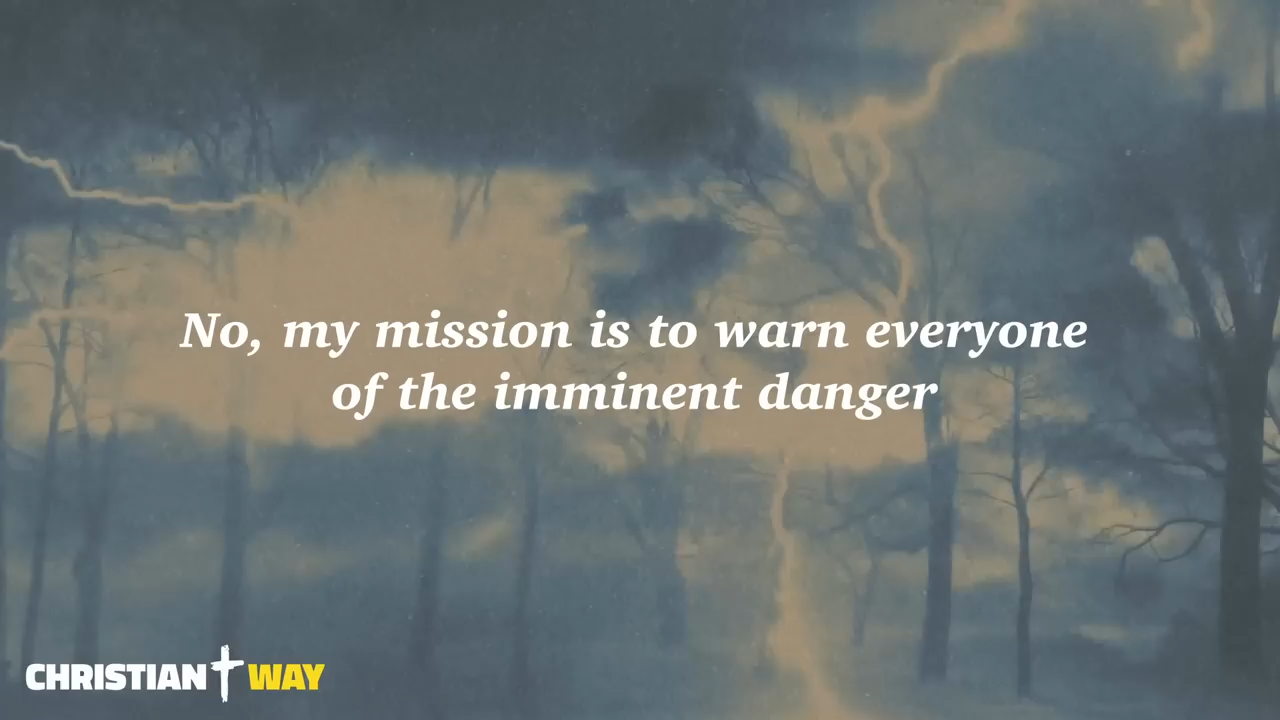 No, my mission is to warn everyone
of the imminent danger
CHRISTIAN WAY